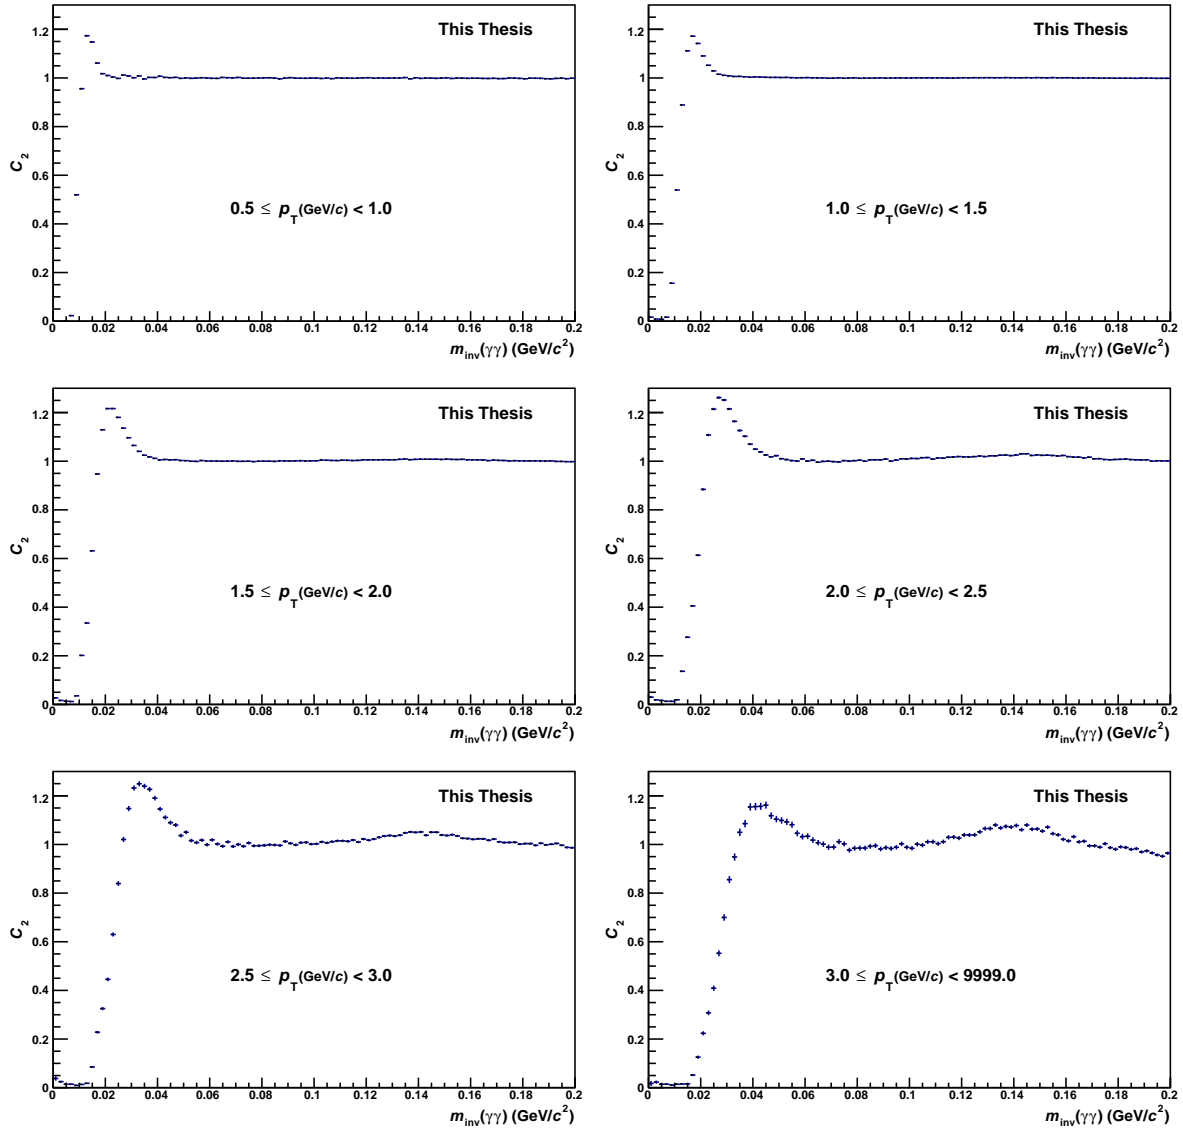 This Thesis
1.2
1
0.8
0.6
0.4
0.2
0
C2
0.5 ≤ pT(GeV/c) < 1.0
0 0.02 0.04 0.06 0.08 0.1 0.12 0.14 0.16 0.18 0.2
minv(γγ) (GeV/c²)
This Thesis
1.2
1
0.8
0.6
0.4
0.2
0
C2
1.0 ≤ pT(GeV/c) < 1.5
0 0.02 0.04 0.06 0.08 0.1 0.12 0.14 0.16 0.18 0.2
minv(γγ) (GeV/c²)
This Thesis
1.2
1
0.8
0.6
0.4
0.2
0
C2
1.5 ≤ pT(GeV/c) < 2.0
0 0.02 0.04 0.06 0.08 0.1 0.12 0.14 0.16 0.18 0.2
minv(γγ) (GeV/c²)
This Thesis
1.2
1
0.8
0.6
0.4
0.2
0
C2
2.0 ≤ pT(GeV/c) < 2.5
0 0.02 0.04 0.06 0.08 0.1 0.12 0.14 0.16 0.18 0.2
minv(γγ) (GeV/c²)
This Thesis
1.2
1
0.8
0.6
0.4
0.2
0
C2
2.5 ≤ pT(GeV/c) < 3.0
0 0.02 0.04 0.06 0.08 0.1 0.12 0.14 0.16 0.18 0.2
minv(γγ) (GeV/c²)
This Thesis
1.2
1
0.8
0.6
0.4
0.2
0
C2
3.0 ≤ pT(GeV/c) < 9999.0
0 0.02 0.04 0.06 0.08 0.1 0.12 0.14 0.16 0.18 0.2
minv(γγ) (GeV/c²)